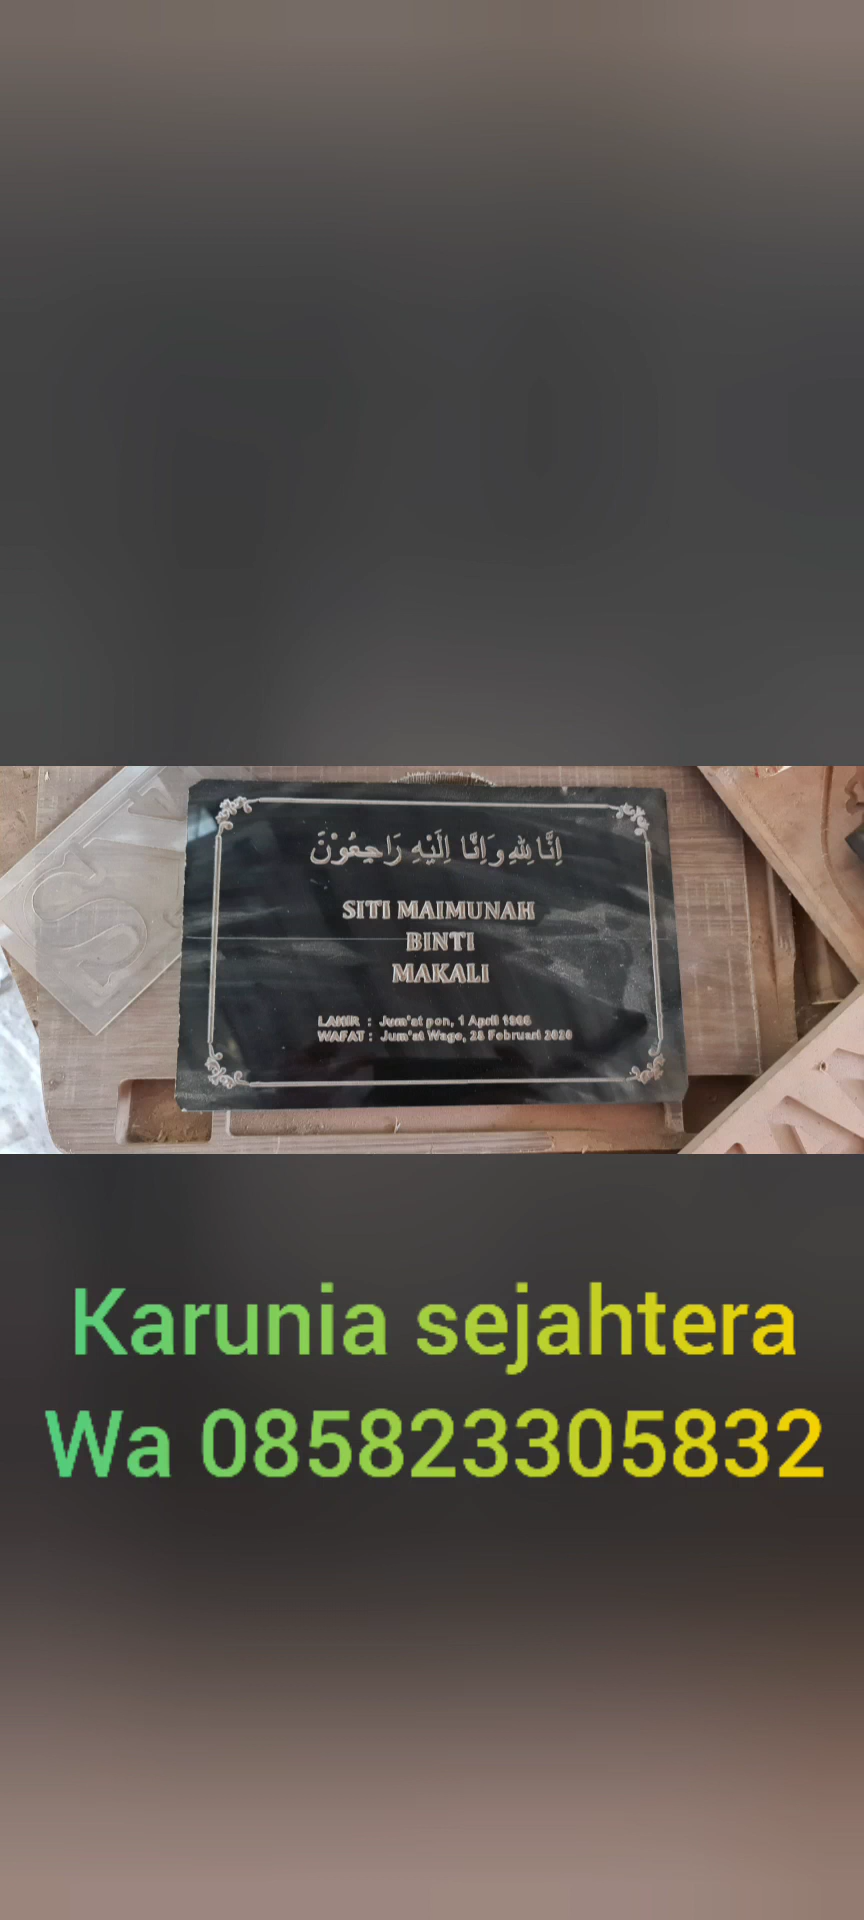 اِنَّا لِلّٰهِ وَاِنَّا اِلَيْهِ رَاجِعُوْنَ
SITI MAIMUNAH
BINTI
MAKALI
LAHIR : Jum'at pon, 1 April 1966
WAFAT : Jum'at Wage, 28 Februari 2020
Karunia sejahtera
Wa 085823305832